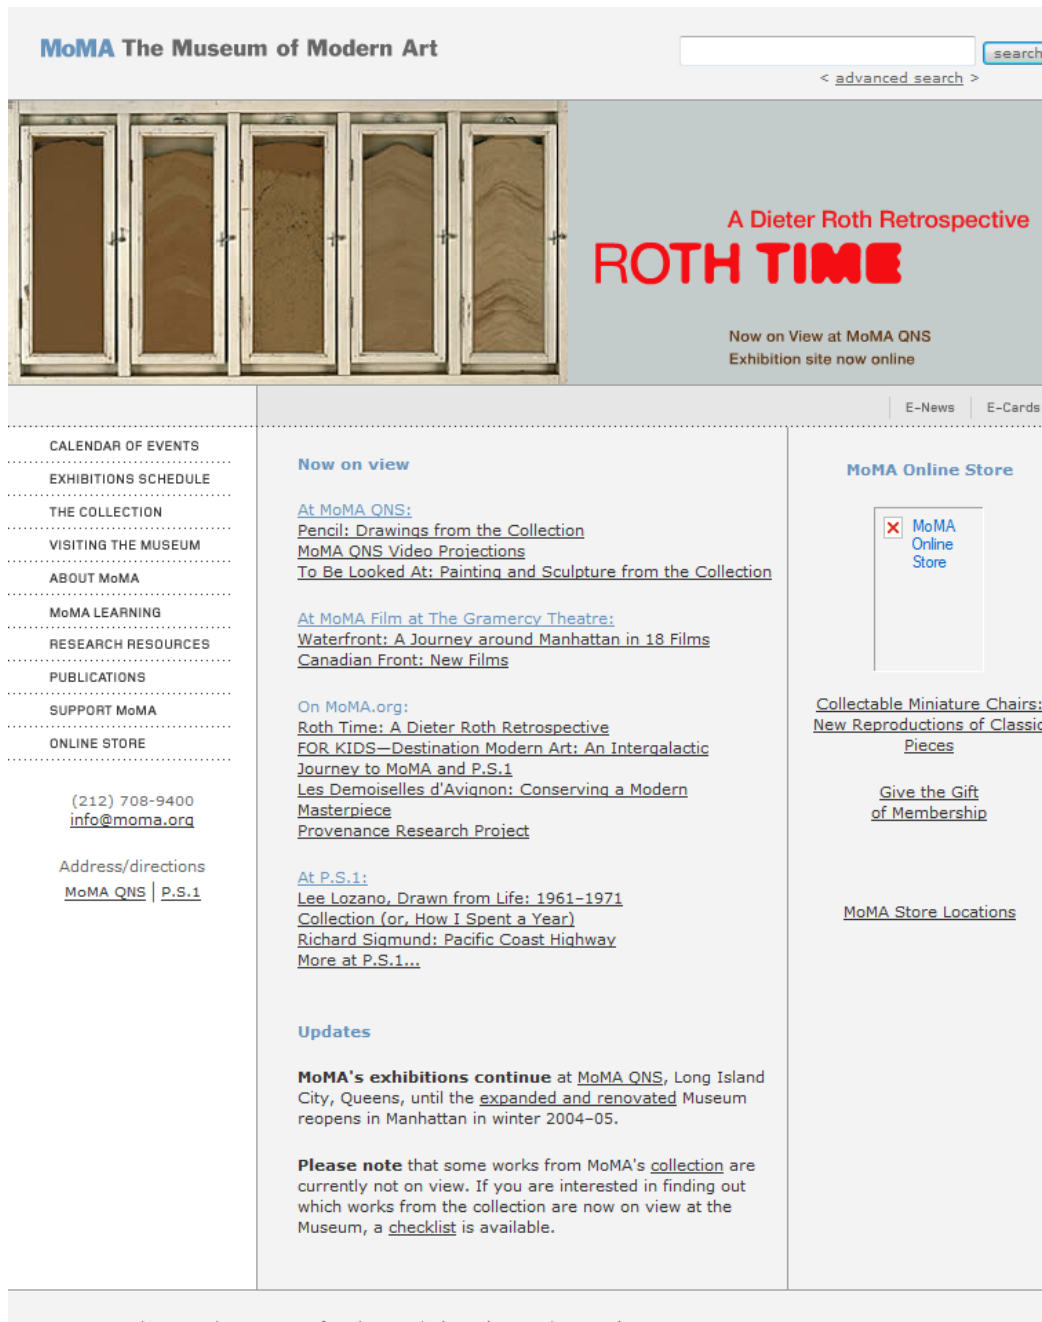 MoMA The Museum of Modern Art
search
< advanced search >
A Dieter Roth Retrospective
ROTH TIME
Now on View at MoMA QNS
Exhibition site now online
E-News
E-Cards
CALENDAR OF EVENTS
EXHIBITIONS SCHEDULE
THE COLLECTION
VISITING THE MUSEUM
ABOUT MoMA
MoMA LEARNING
RESEARCH RESOURCES
PUBLICATIONS
SUPPORT MoMA
ONLINE STORE
(212) 708-9400
info@moma.org
Address/directions
MoMA QNS | P.S.1
Now on view
At MoMA QNS:
Pencil: Drawings from the Collection
MoMA QNS Video Projections
To Be Looked At: Painting and Sculpture from the Collection
At MoMA Film at The Gramercy Theatre:
Waterfront: A Journey around Manhattan in 18 Films
Canadian Front: New Films
On MoMA.org:
Roth Time: A Dieter Roth Retrospective
FOR KIDS—Destination Modern Art: An Intergalactic
Journey to MoMA and P.S.1
Les Demoiselles d'Avignon: Conserving a Modern
Masterpiece
Provenance Research Project
At P.S.1:
Lee Lozano, Drawn from Life: 1961–1971
Collection (or, How I Spent a Year)
Richard Sigmund: Pacific Coast Highway
More at P.S.1...
Updates
MoMA's exhibitions continue at MoMA QNS, Long Island
City, Queens, until the expanded and renovated Museum
reopens in Manhattan in winter 2004–05.
Please note that some works from MoMA's collection are
currently not on view. If you are interested in finding out
which works from the collection are now on view at the
Museum, a checklist is available.
MoMA Online Store
MoMA
Online
Store
Collectable Miniature Chairs:
New Reproductions of Classic
Pieces
Give the Gift
of Membership
MoMA Store Locations